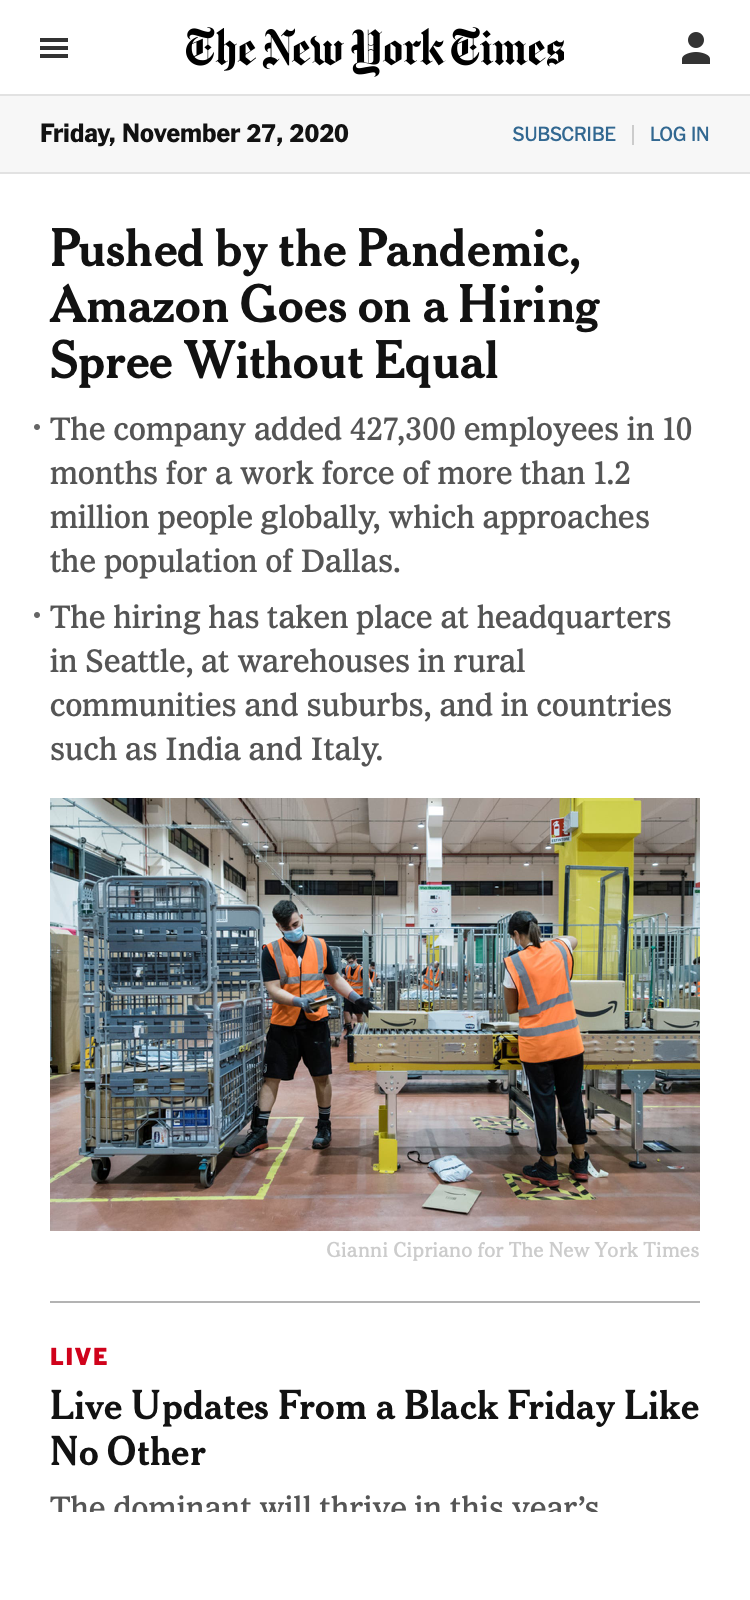 The New York Times
Friday, November 27, 2020
SUBSCRIBE | LOG IN
Pushed by the Pandemic,
Amazon Goes on a Hiring
Spree Without Equal
· The company added 427,300 employees in 10
months for a work force of more than 1.2
million people globally, which approaches
the population of Dallas.
· The hiring has taken place at headquarters
in Seattle, at warehouses in rural
communities and suburbs, and in countries
such as India and Italy.
Gianni Cipriano for The New York Times
LIVE
Live Updates From a Black Friday Like
No Other
The dominant will thrive in this year’s